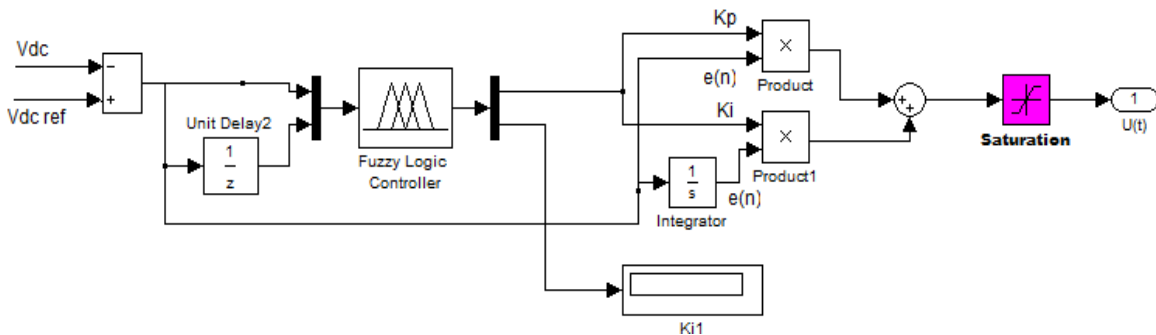 Vdc
−
+
Vdc ref
Unit Delay2
1
z
Fuzzy Logic
Controller
Kp
e(n)
×
Product
Ki
×
Product1
1
s
Integrator
e(n)
+
+
Saturation
1
U(t)
Ki1